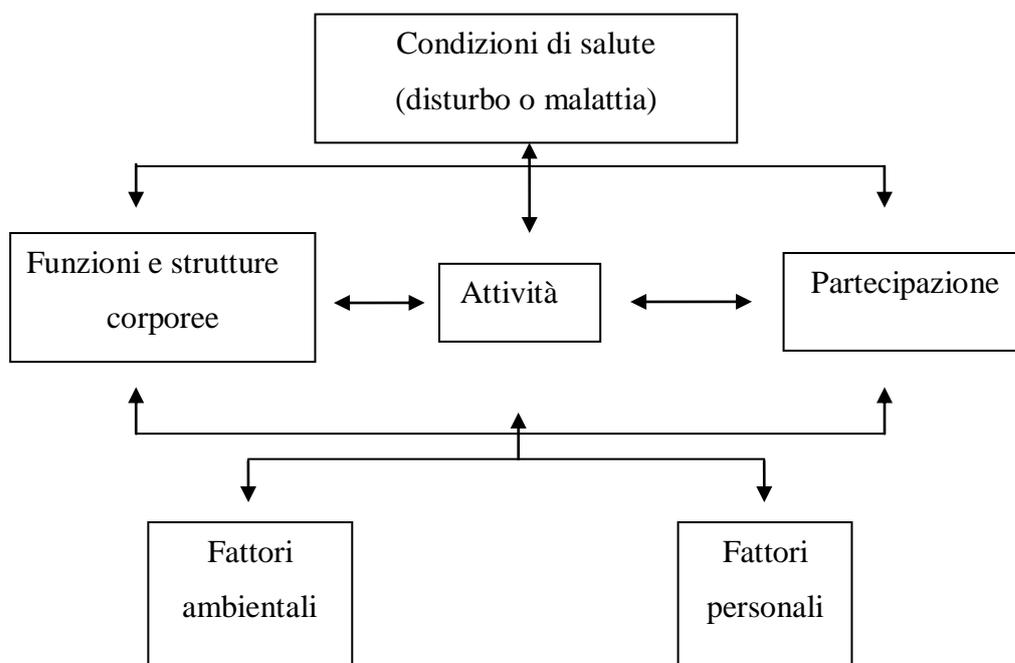 Condizioni di salute
(disturbo o malattia)
Funzioni e strutture
corporee
Attività
Partecipazione
Fattori
ambientali
Fattori
personali